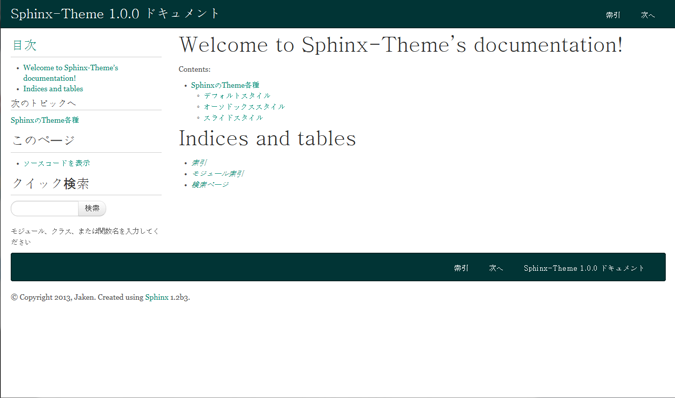 Sphinx-Theme 1.0.0 ドキュメント
索引 次へ
目次
Welcome to Sphinx-Theme's
documentation!
Indices and tables
次のトピックへ
SphinxのTheme各種
このページ
ソースコードを表示
クイック検索
検索
モジュール、クラス、または関数名を入力してく
ださい
Welcome to Sphinx-Theme's documentation!
Contents:
SphinxのTheme各種
デフォルトスタイル
オーソドックススタイル
スライドスタイル
Indices and tables
索引
モジュール索引
検索ページ
索引 次へ Sphinx-Theme 1.0.0 ドキュメント
© Copyright 2013, Jaken. Created using Sphinx 1.2b3.